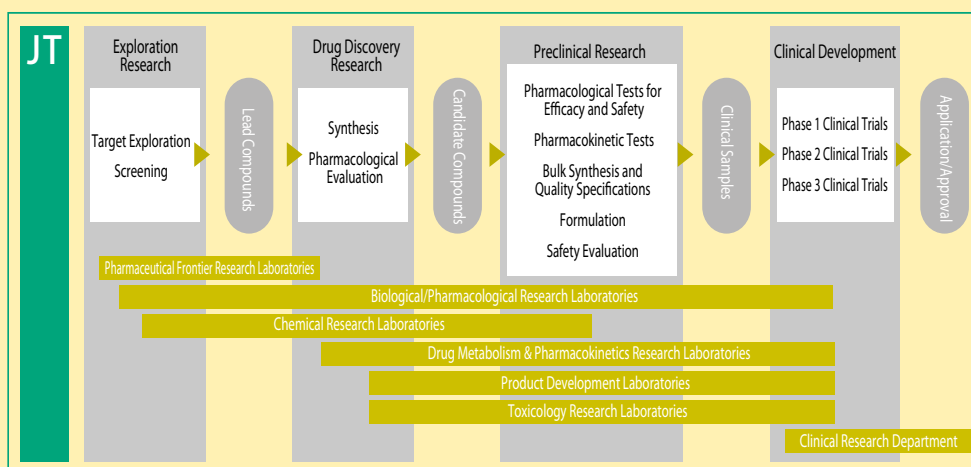 JT
Exploration
Research
Target Exploration
Screening
Lead Compounds
Drug Discovery
Research
Synthesis
Pharmacological
Evaluation
Candidate Compounds
Preclinical Research
Pharmacological Tests for
Efficacy and Safety
Pharmacokinetic Tests
Bulk Synthesis and
Quality Specifications
Formulation
Safety Evaluation
Clinical Samples
Clinical Development
Phase 1 Clinical Trials
Phase 2 Clinical Trials
Phase 3 Clinical Trials
Application/Approval
Pharmaceutical Frontier Research Laboratories
Biological/Pharmacological Research Laboratories
Chemical Research Laboratories
Drug Metabolism & Pharmacokinetics Research Laboratories
Product Development Laboratories
Toxicology Research Laboratories
Clinical Research Department